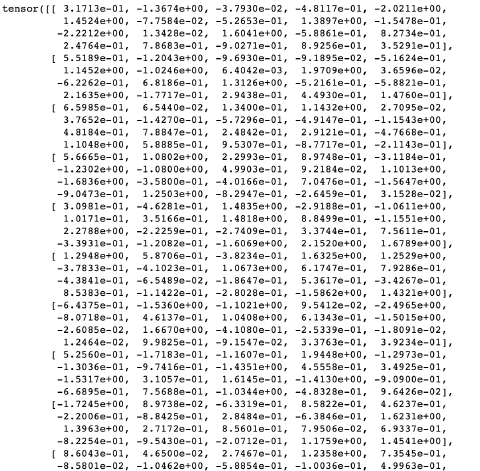 tensor([[ 3.1713e-01, -1.3674e+00, -3.7930e-02, -4.8117e-01, -2.0211e+00,
1.4524e+00, -7.7584e-02, -5.2653e-01, 1.3897e+00, -1.5478e-01,
-2.2212e+00, 1.3428e-02, 1.6041e+00, -5.8861e-01, 8.2734e-01,
2.4764e-01, 7.8683e-01, -9.0271e-01, 8.9256e-01, 3.5291e-01],
[ 5.5189e-01, -1.2043e+00, -9.6930e-01, -9.1895e-02, -5.1624e-01,
1.1452e+00, -1.0246e+00, 6.4042e-03, 1.9709e+00, 3.6596e-02,
-6.2262e-01, 6.8186e-01, 1.3126e+00, -5.2161e-01, -5.8821e-01,
2.1635e+00, -1.7717e-01, 2.9438e-01, 4.4930e-01, 1.4760e-01],
[ 6.5985e-01, 6.5440e-02, 1.3400e-01, 1.1432e+00, 2.7095e-02,
3.7652e-01, -1.4270e-01, -5.7296e-01, -4.9147e-01, -1.1543e+00,
4.8184e-01, 7.8847e-01, 2.4842e-01, 2.9121e-01, -4.7668e-01,
1.1048e+00, 5.8885e-01, 9.5307e-01, -8.7717e-01, -2.1143e-01],
[ 5.6665e-01, 1.0802e+00, 2.2993e-01, 8.9748e-01, -3.1184e-01,
-1.2302e+00, -1.0800e+00, 4.9903e-01, 9.2184e-02, 1.1013e+00,
-1.6836e+00, -3.5800e-01, -4.0166e-01, 7.0476e-01, -1.5647e+00,
-9.0473e-01, 1.2503e+00, -8.2947e-01, -2.6459e-01, 3.1528e-02],
[ 3.0981e-01, -4.6281e-01, 1.4835e+00, -2.9188e-01, -1.0611e+00,
1.0171e-01, 3.5166e-01, 1.4818e+00, 8.8499e-01, -1.1551e+00,
2.2788e+00, -2.2259e-01, -2.7409e-01, 3.3744e-01, 7.5611e-01,
-3.3931e-01, -1.2082e-01, -1.6069e+00, 2.1520e+00, 1.6789e+00],
[ 1.2948e+00, 5.8706e-01, -3.8234e-01, 1.6325e+00, 1.2529e+00,
-3.7833e-01, -4.1023e-01, 1.0673e+00, 6.1747e-01, 7.9286e-01,
-4.3841e-01, -6.5489e-02, -1.8647e-01, 5.3617e-01, -3.4267e-01,
8.5383e-01, -1.1422e-01, -2.8028e-01, -1.5862e+00, 1.4321e+00],
[-6.4375e-01, -1.5360e+00, -1.1021e+00, 9.5412e-02, -2.4965e+00,
-8.0718e-01, 4.6137e-01, 1.0408e+00, 6.1343e-01, -1.5015e+00,
-2.6085e-02, 1.6670e+00, -4.1080e-01, -2.5339e-01, -1.8091e-02,
1.2464e-02, 9.9825e-01, -9.1547e-02, 3.3763e-01, 3.9234e-01],
[ 5.2560e-01, -1.7183e-01, -1.1607e-01, 1.9448e+00, -1.2973e-01,
-1.3036e-01, -9.7416e-01, -1.4351e+00, 4.5558e-01, 3.4925e-01,
-1.5317e+00, 3.1057e-01, 1.6145e-01, -1.4130e+00, -9.0900e-01,
-6.6895e-01, 7.5688e-01, -1.0344e+00, -4.8328e-01, 9.6426e-02],
[-1.7245e+00, 8.9738e-02, -6.3319e-01, 8.5822e-01, 4.6237e-01,
-2.2006e-01, -8.8425e-01, 2.8484e-01, -6.3846e-01, 1.6231e+00,
1.3963e+00, 2.7172e-01, 8.5601e-01, 7.9506e-02, 6.9337e-01,
-8.2254e-01, -9.5430e-01, -2.0712e-01, 1.1759e+00, 1.4541e+00],
[ 8.6043e-01, 4.6500e-02, 2.7467e-01, 1.2358e+00, 7.3545e-01,
-8.5801e-02, -1.0462e+00, -5.8854e-01, -1.0036e-01, 4.9963e-01,